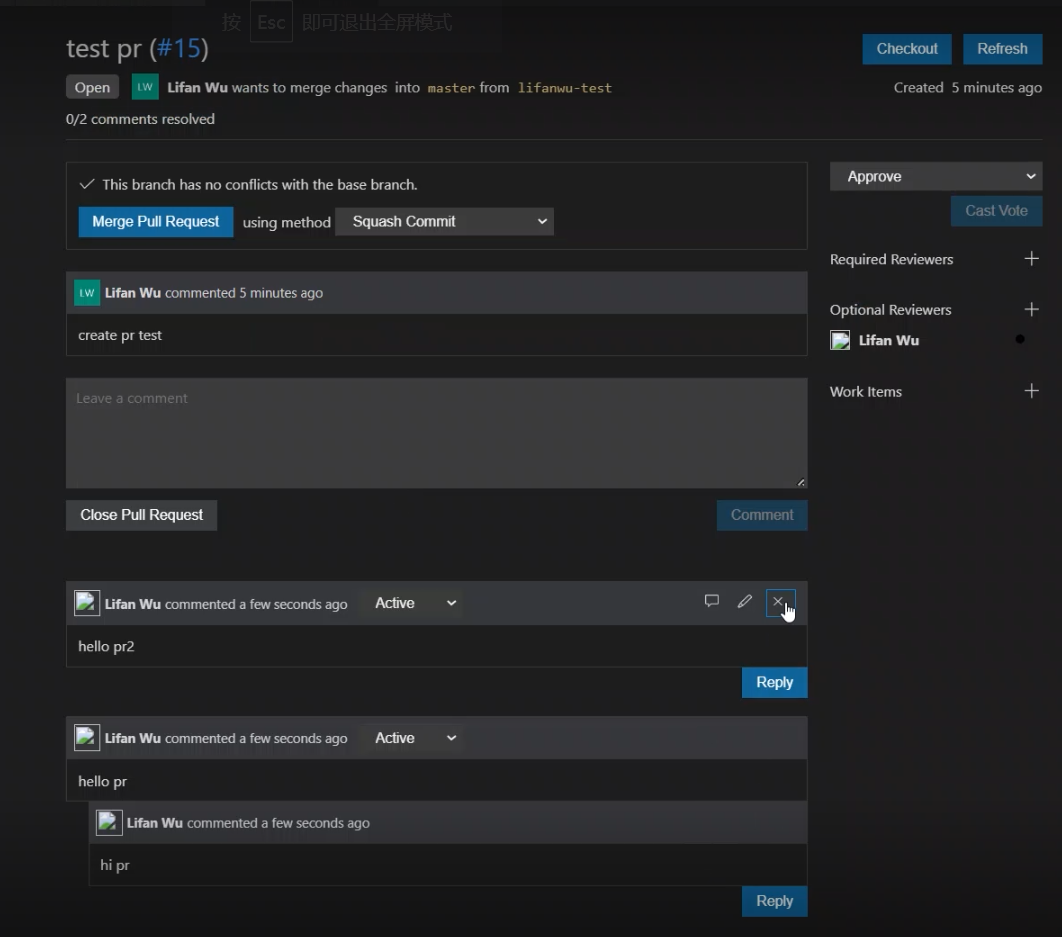 按 Esc 即可退出全屏模式
test pr (#15)
Checkout Refresh
Open LW Lifan Wu wants to merge changes into master from lifanwu-test
Created 5 minutes ago
0/2 comments resolved
This branch has no conflicts with the base branch.
Merge Pull Request using method Squash Commit
Approve
Cast Vote
Required Reviewers
Optional Reviewers
Lifan Wu
Work Items
LW Lifan Wu commented 5 minutes ago
create pr test
Leave a comment
Close Pull Request Comment
Lifan Wu commented a few seconds ago Active
hello pr2
Reply
Lifan Wu commented a few seconds ago Active
hello pr
Lifan Wu commented a few seconds ago
hi pr
Reply